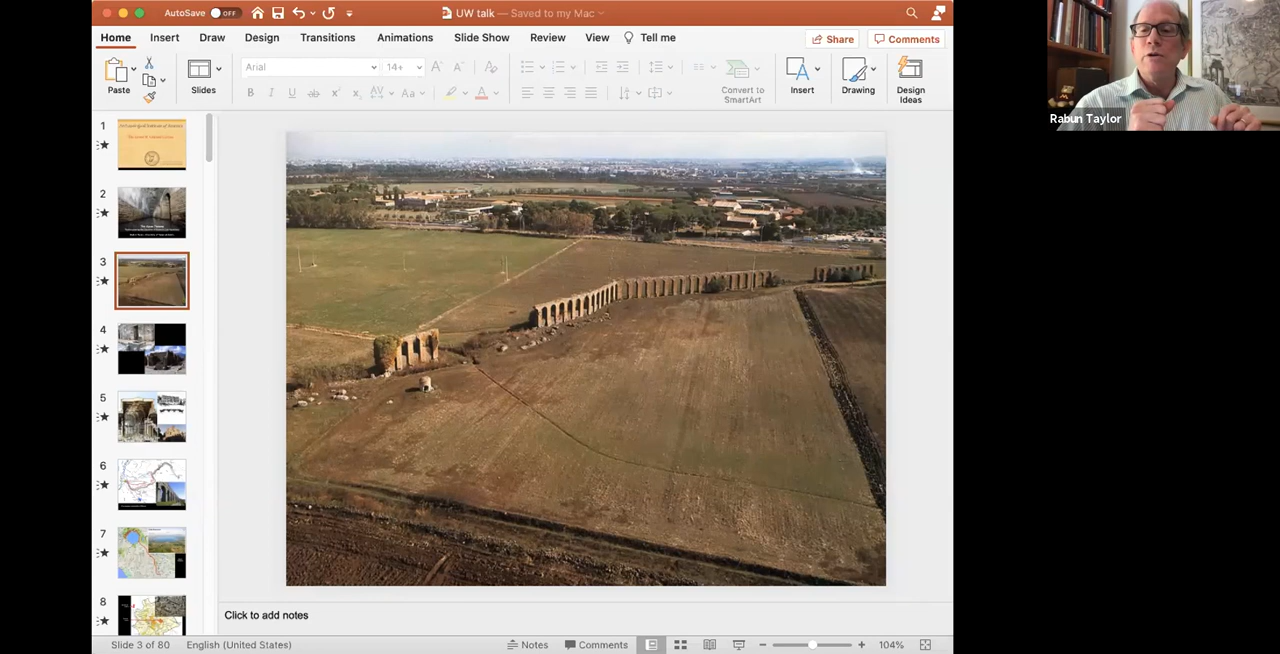 AutoSave OFF
UW talk – Saved to my Mac
Home Insert Draw Design Transitions Animations Slide Show Review View Tell me
Share Comments
Paste
Slides
Arial 14+
Convert to
SmartArt
Insert
Drawing
Design
Ideas
1
2
3
4
5
6
7
8
Click to add notes
Slide 3 of 80 English (United States)
Notes Comments 104%
Rabun Taylor